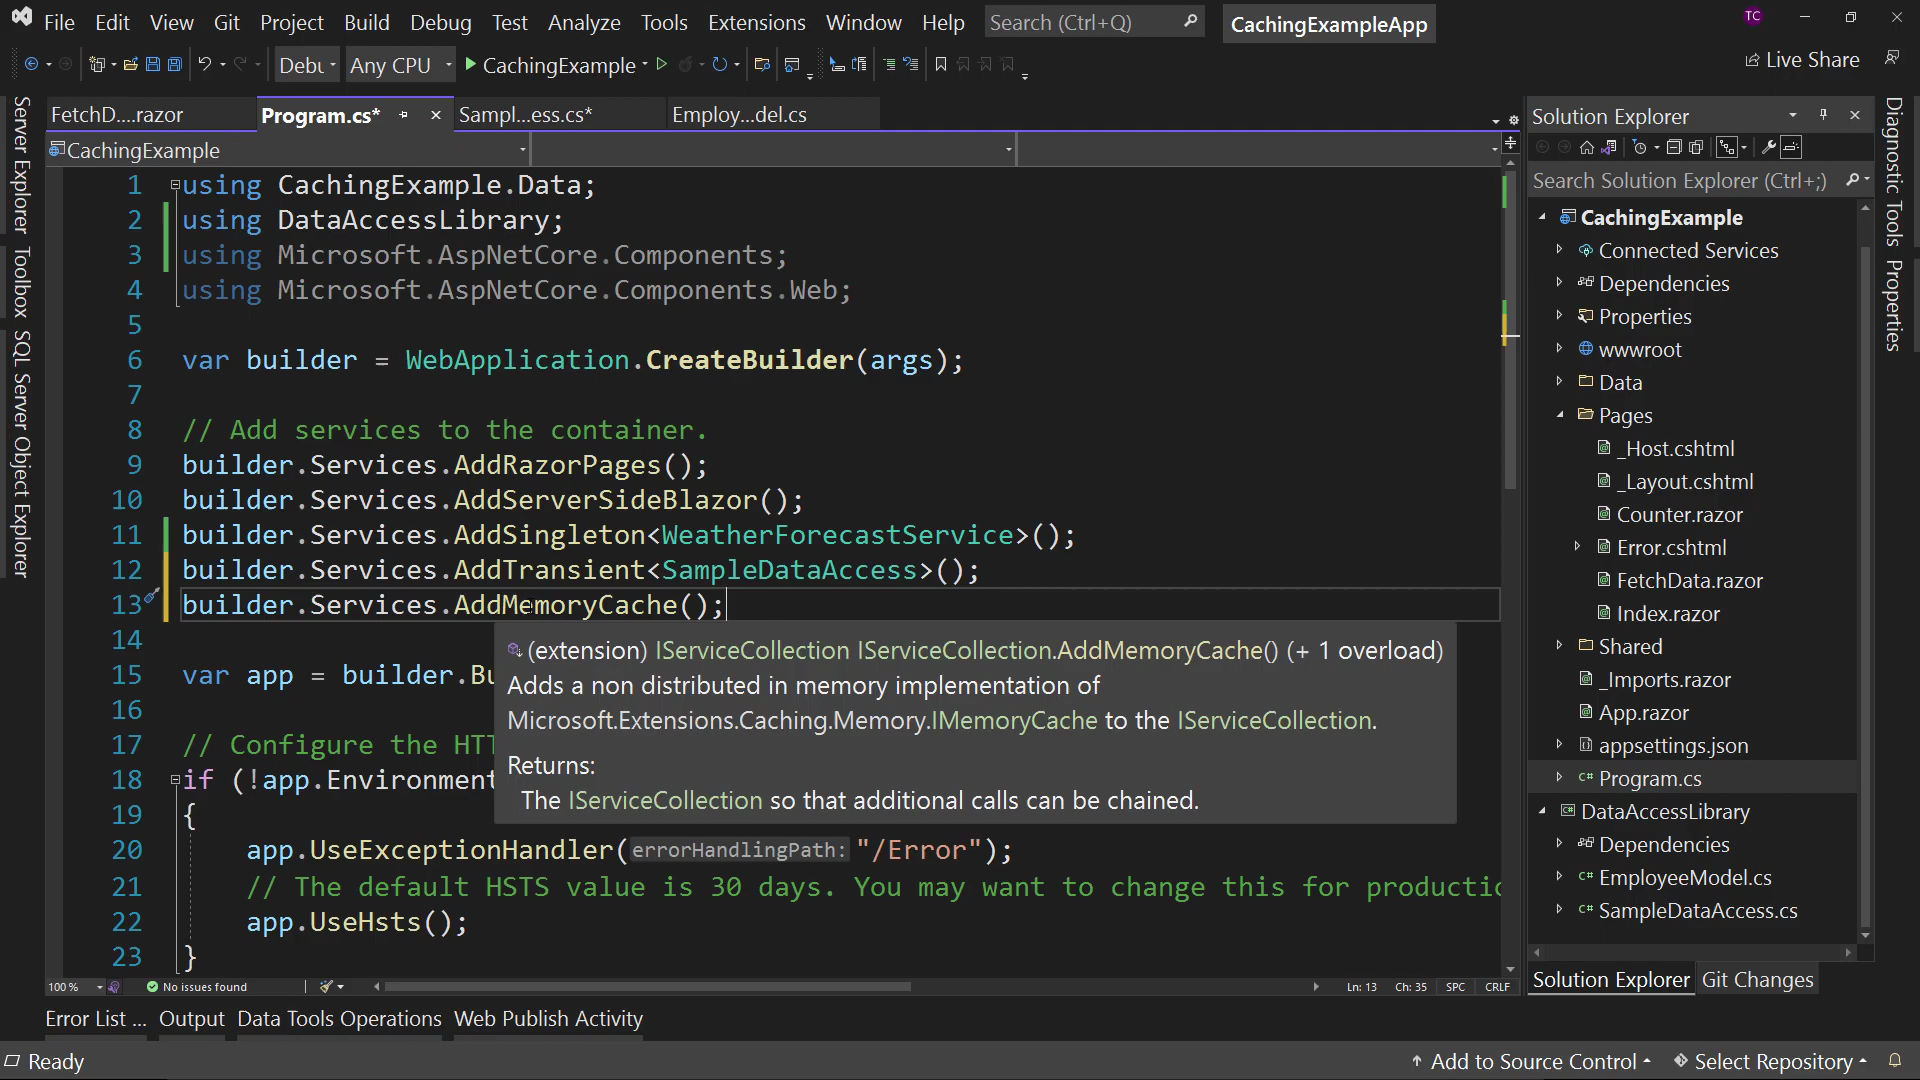 File Edit View Git Project Build Debug Test Analyze Tools Extensions Window Help Search (Ctrl+Q) CachingExampleApp TC
Debu Any CPU CachingExample Live Share
FetchD....razor Program.cs* Sampl...ess.cs* Employ...del.cs
CachingExample
1 using CachingExample.Data;
2 using DataAccessLibrary;
3 using Microsoft.AspNetCore.Components;
4 using Microsoft.AspNetCore.Components.Web;
5
6 var builder = WebApplication.CreateBuilder(args);
7
8 // Add services to the container.
9 builder.Services.AddRazorPages();
10 builder.Services.AddServerSideBlazor();
11 builder.Services.AddSingleton<WeatherForecastService>();
12 builder.Services.AddTransient<SampleDataAccess>();
13 builder.Services.AddMemoryCache();
14
(extension) IServiceCollection IServiceCollection.AddMemoryCache() (+ 1 overload)
Adds a non distributed in memory implementation of
Microsoft.Extensions.Caching.Memory.IMemoryCache to the IServiceCollection.
Returns:
The IServiceCollection so that additional calls can be chained.
15 var app = builder.Bu
16
17 // Configure the HTT
18 if (!app.Environment
19 {
20 app.UseExceptionHandler(errorHandlingPath: "/Error");
21 // The default HSTS value is 30 days. You may want to change this for productio
22 app.UseHsts();
23 }
100 % No issues found Ln: 13 Ch: 35 SPC CRLF
Error List ... Output Data Tools Operations Web Publish Activity
Ready Add to Source Control Select Repository
Server Explorer
Toolbox
SQL Server Object Explorer
Solution Explorer
Search Solution Explorer (Ctrl+;)
CachingExample
Connected Services
Dependencies
Properties
wwwroot
Data
Pages
_Host.cshtml
_Layout.cshtml
Counter.razor
Error.cshtml
FetchData.razor
Index.razor
Shared
_Imports.razor
App.razor
appsettings.json
Program.cs
DataAccessLibrary
Dependencies
EmployeeModel.cs
SampleDataAccess.cs
Solution Explorer Git Changes
Diagnostic Tools
Properties